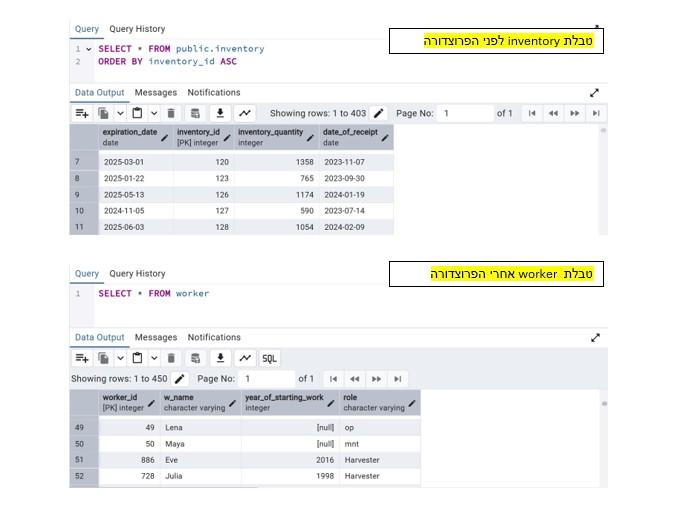 Query Query History
טבלת inventory לפני הפרוצדורה
1 SELECT * FROM public.inventory
2 ORDER BY inventory_id ASC
Data Output Messages Notifications
Showing rows: 1 to 403 Page No: 1 of 1
expiration_date inventory_id inventory_quantity date_of_receipt
date [PK] integer integer date
7 2025-03-01 120 1358 2023-11-07
8 2025-01-22 123 765 2023-09-30
9 2025-05-13 126 1174 2024-01-19
10 2024-11-05 127 590 2023-07-14
11 2025-06-03 128 1054 2024-02-09
Query Query History
טבלת worker אחרי הפרוצדורה
1 SELECT * FROM worker
Data Output Messages Notifications
SQL
Showing rows: 1 to 450 Page No: 1 of 1
worker_id w_name year_of_starting_work role
[PK] integer character varying integer character varying
49 49 Lena [null] op
50 50 Maya [null] mnt
51 886 Eve 2016 Harvester
52 728 Julia 1998 Harvester